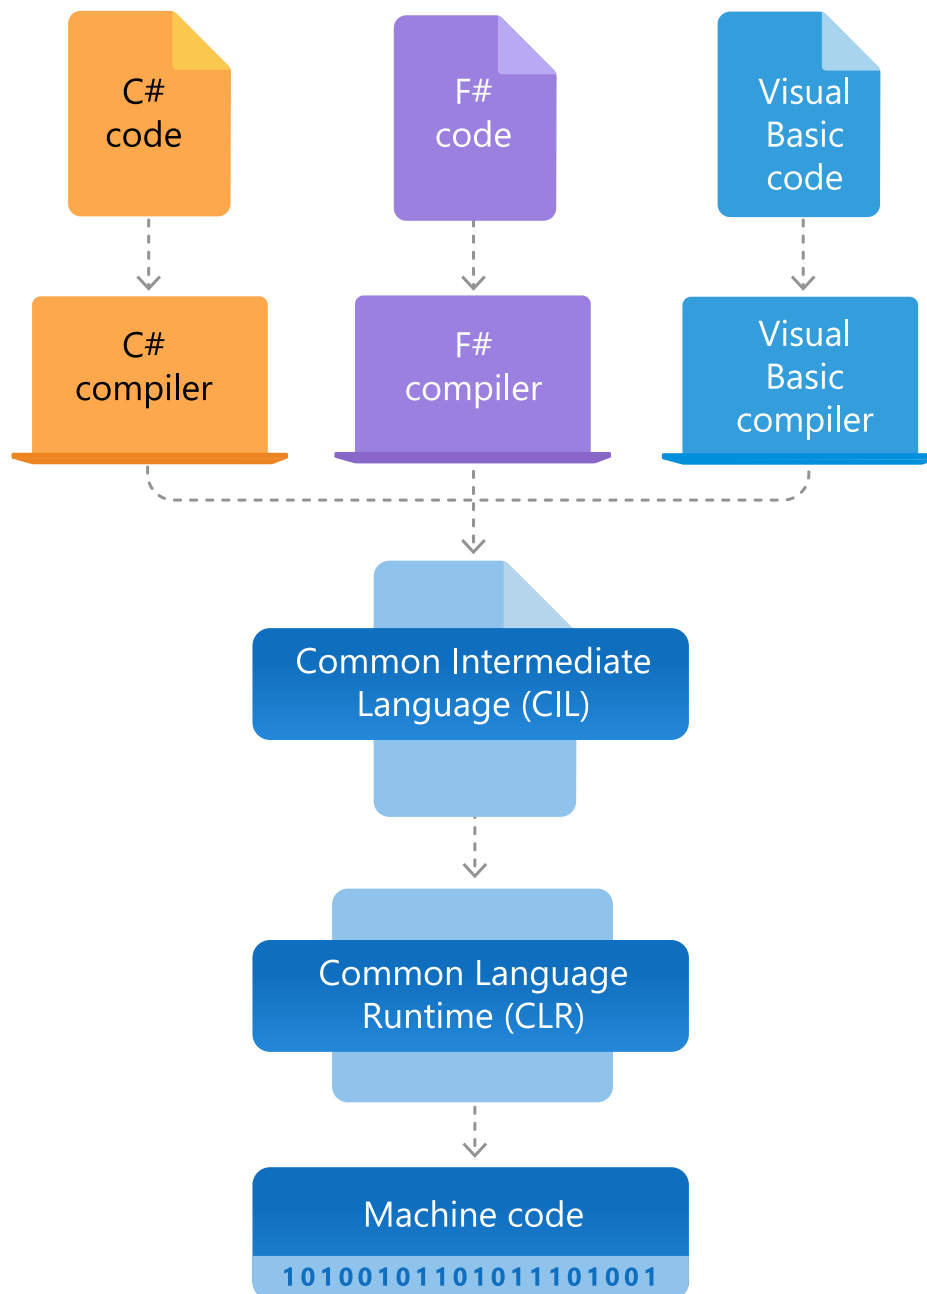 C#
code
F#
code
Visual
Basic
code
C#
compiler
F#
compiler
Visual
Basic
compiler
Common Intermediate
Language (CIL)
Common Language
Runtime (CLR)
Machine code
10100101101011101001